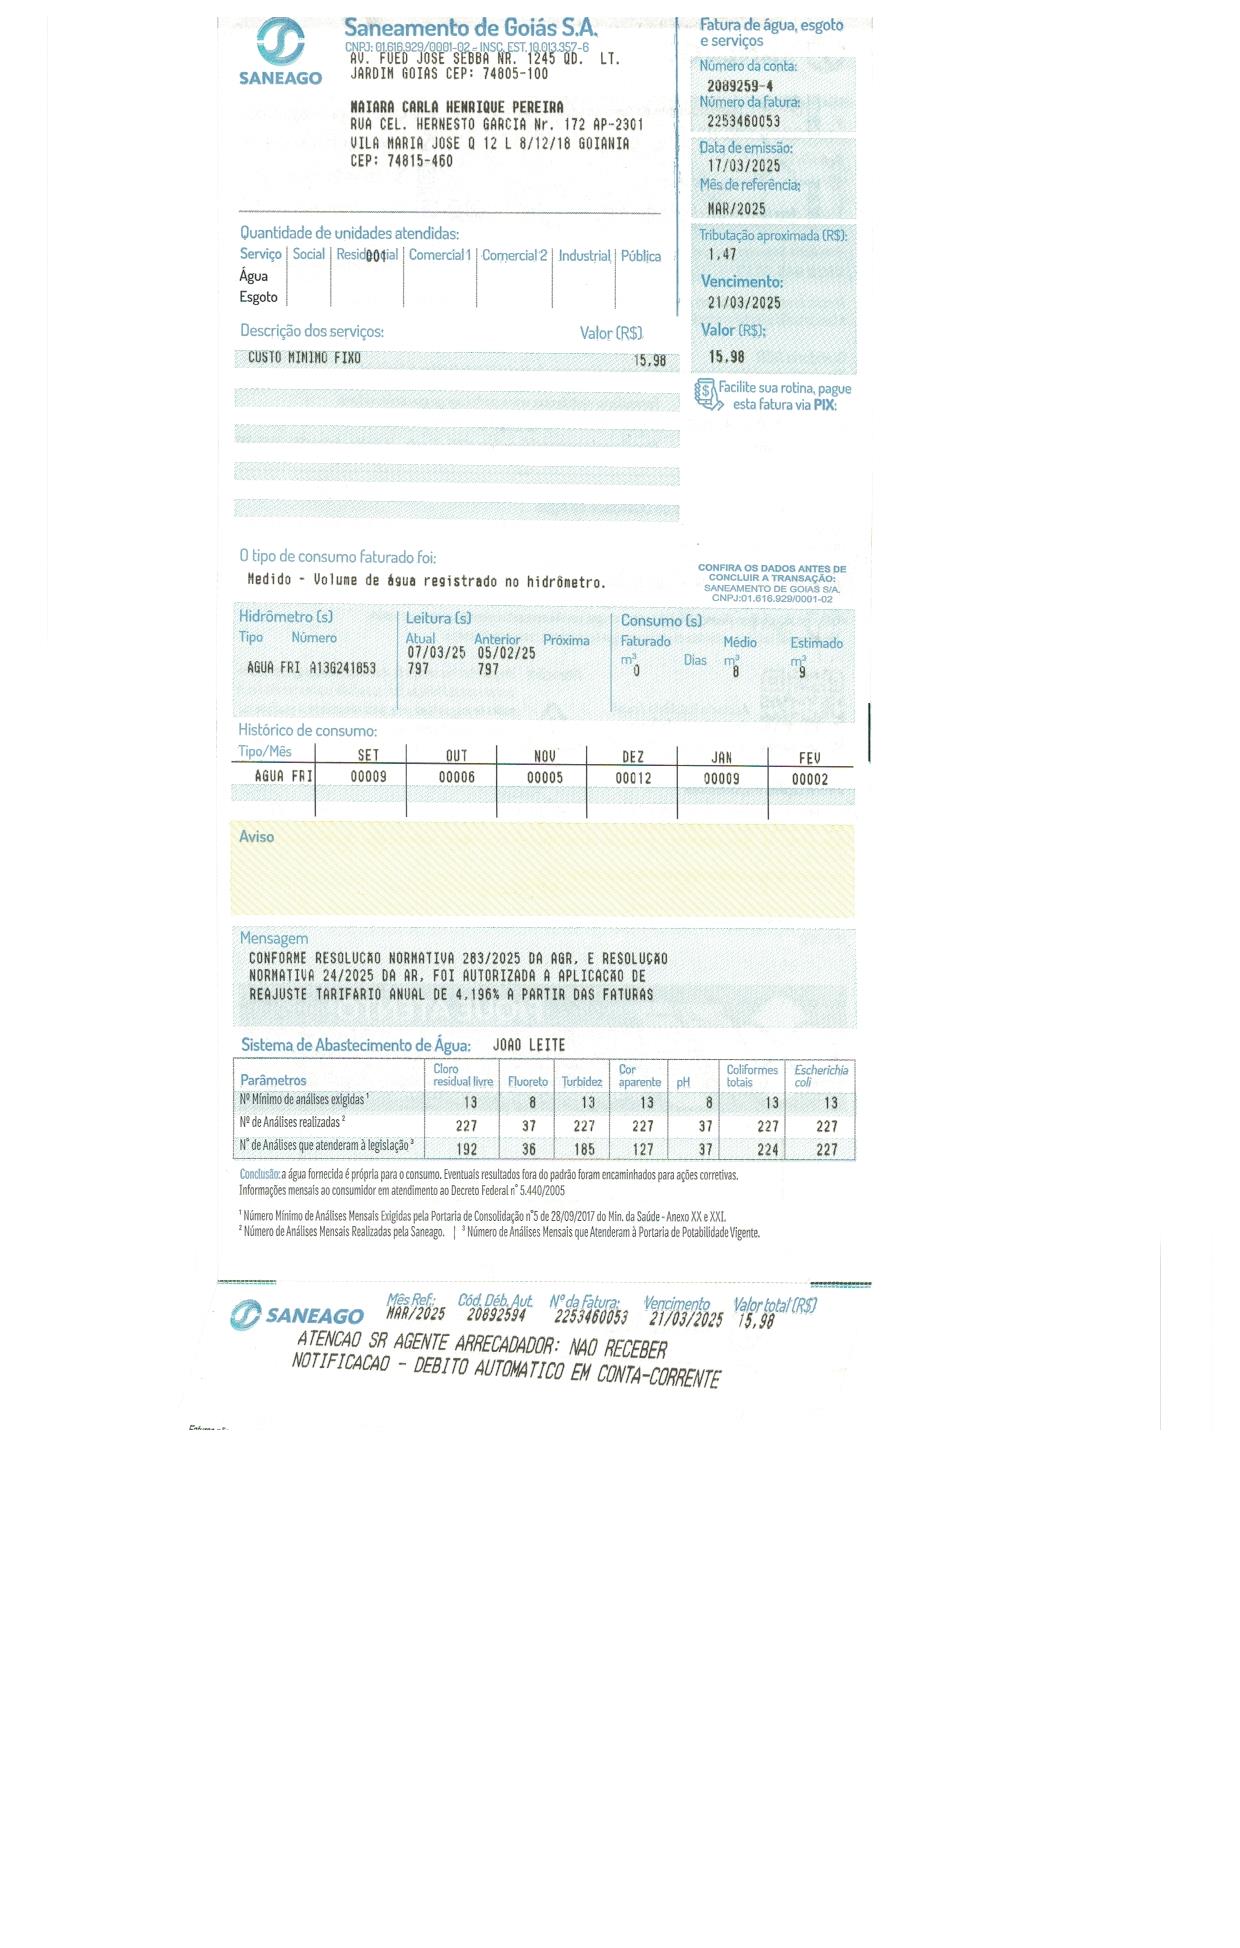 Saneamento de Goiás S.A.
CNPJ: 01.616.929/0001-02 - INSC. EST. 10.013.357-6
AV. FUED JOSE SEBBA NR. 1245 QD. LT.
JARDIM GOIAS CEP: 74805-100
SANEAGO
MAIARA CARLA HENRIQUE PEREIRA
RUA CEL. HERNESTO GARCIA Nr. 172 AP-2301
VILA MARIA JOSE Q 12 L 8/12/18 GOIANIA
CEP: 74815-460
Fatura de água, esgoto
e serviços
Número da conta:
2089259-4
Número da fatura:
2253460053
Data de emissão:
17/03/2025
Mês de referência:
MAR/2025
Tributação aproximada (R$):
1,47
Vencimento:
21/03/2025
Valor (R$):
15,98
Facilite sua rotina, pague
esta fatura via PIX:
Quantidade de unidades atendidas:
Serviço Social Residencial Comercial 1 Comercial 2 Industrial Pública
001
Água
Esgoto
Descrição dos serviços: Valor (R$)
CUSTO MINIMO FIXO 15,98
O tipo de consumo faturado foi:
Medido - Volume de água registrado no hidrômetro.
CONFIRA OS DADOS ANTES DE
CONCLUIR A TRANSAÇÃO:
SANEAMENTO DE GOIAS S/A.
CNPJ:01.616.929/0001-02
Hidrômetro (s) Leitura (s) Consumo (s)
Tipo Número Atual Anterior Próxima Faturado Médio Estimado
07/03/25 05/02/25 m³ Dias m³ m³
AGUA FRI A13G241853 797 797 0 8 9
Histórico de consumo:
Tipo/Mês SET OUT NOV DEZ JAN FEV
AGUA FRI 00009 00006 00005 00012 00009 00002
Aviso
Mensagem
CONFORME RESOLUCAO NORMATIVA 283/2025 DA AGR, E RESOLUÇAO
NORMATIVA 24/2025 DA AR, FOI AUTORIZADA A APLICACAO DE
REAJUSTE TARIFARIO ANUAL DE 4,196% A PARTIR DAS FATURAS
Sistema de Abastecimento de Água: JOAO LEITE
Parâmetros Cloro residual livre Fluoreto Turbidez Cor aparente pH Coliformes totais Escherichia coli
Nº Mínimo de análises exigidas ¹ 13 8 13 13 8 13 13
Nº de Análises realizadas ² 227 37 227 227 37 227 227
N° de Análises que atenderam à legislação ³ 192 36 185 127 37 224 227
Conclusão: a água fornecida é própria para o consumo. Eventuais resultados fora do padrão foram encaminhados para ações corretivas.
Informações mensais ao consumidor em atendimento ao Decreto Federal n° 5.440/2005
¹ Número Mínimo de Análises Mensais Exigidas pela Portaria de Consolidação n°5 de 28/09/2017 do Min. da Saúde - Anexo XX e XXI.
² Número de Análises Mensais Realizadas pela Saneago. | ³ Número de Análises Mensais que Atenderam à Portaria de Potabilidade Vigente.
SANEAGO
Mês Ref.: Cód. Déb. Aut. Nº da Fatura: Vencimento Valor total (R$)
MAR/2025 20892594 2253460053 21/03/2025 15,98
ATENCAO SR AGENTE ARRECADADOR: NAO RECEBER
NOTIFICACAO - DEBITO AUTOMATICO EM CONTA-CORRENTE